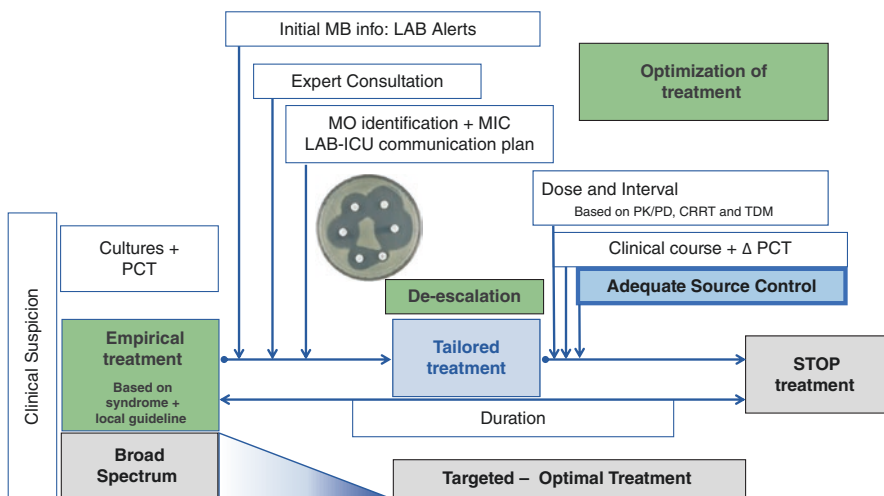 Initial MB info: LAB Alerts
Expert Consultation
MO identification + MIC
LAB-ICU communication plan
Optimization of
treatment
Dose and Interval
Based on PK/PD, CRRT and TDM
Clinical course + Δ PCT
Adequate Source Control
Clinical Suspicion
Cultures +
PCT
De-escalation
Empirical
treatment
Based on
syndrome +
local guideline
Tailored
treatment
STOP
treatment
Duration
Broad
Spectrum
Targeted – Optimal Treatment